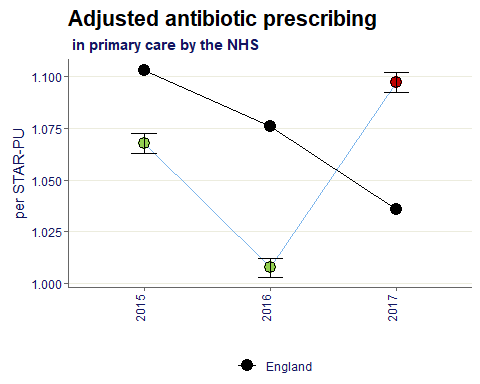 Adjusted antibiotic prescribing
in primary care by the NHS
per STAR-PU
1.100
1.075
1.050
1.025
1.000
2015
2016
2017
England